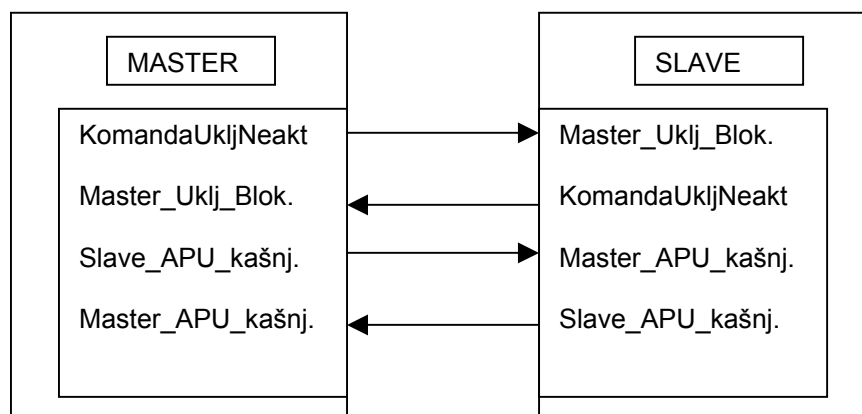 MASTER
KomandaUkljNeakt
Master_Uklj_Blok.
Slave_APU_kašnj.
Master_APU_kašnj.
SLAVE
Master_Uklj_Blok.
KomandaUkljNeakt
Master_APU_kašnj.
Slave_APU_kašnj.